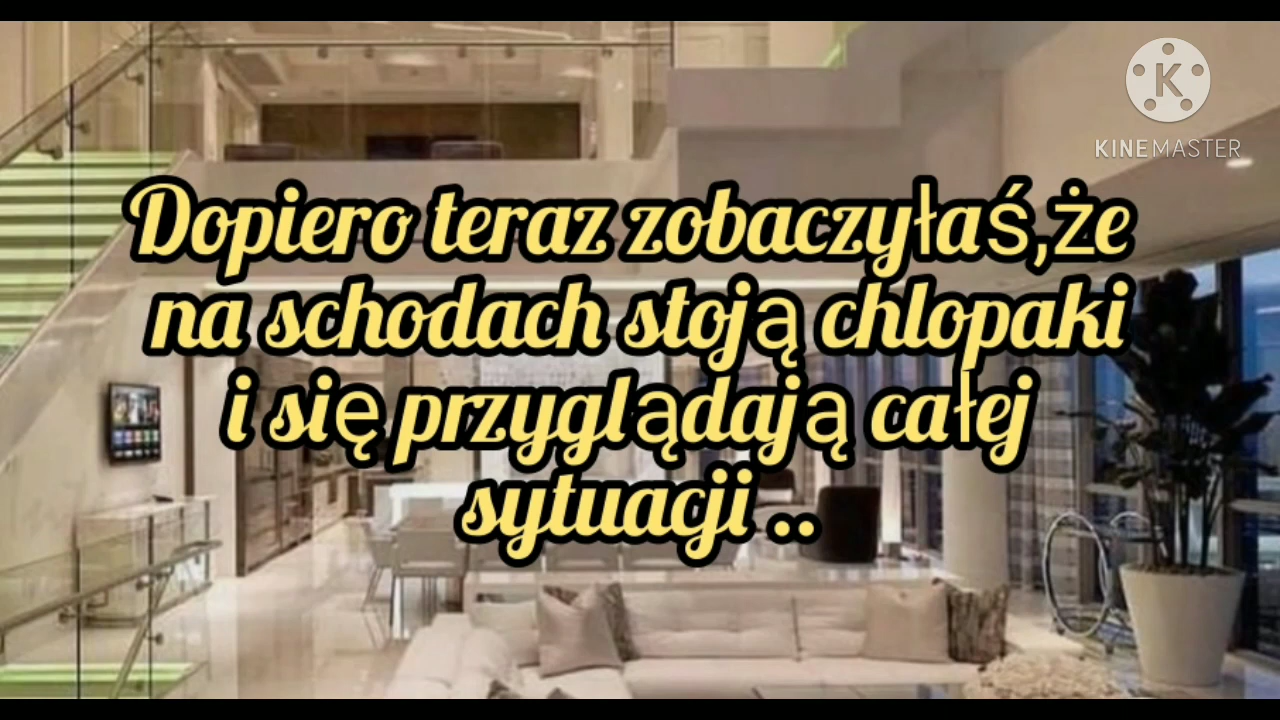 K
KINEMASTER
Dopiero teraz zobaczyłaś,że
na schodach stoją chlopaki
i się przyglądają całej
sytuacji ..